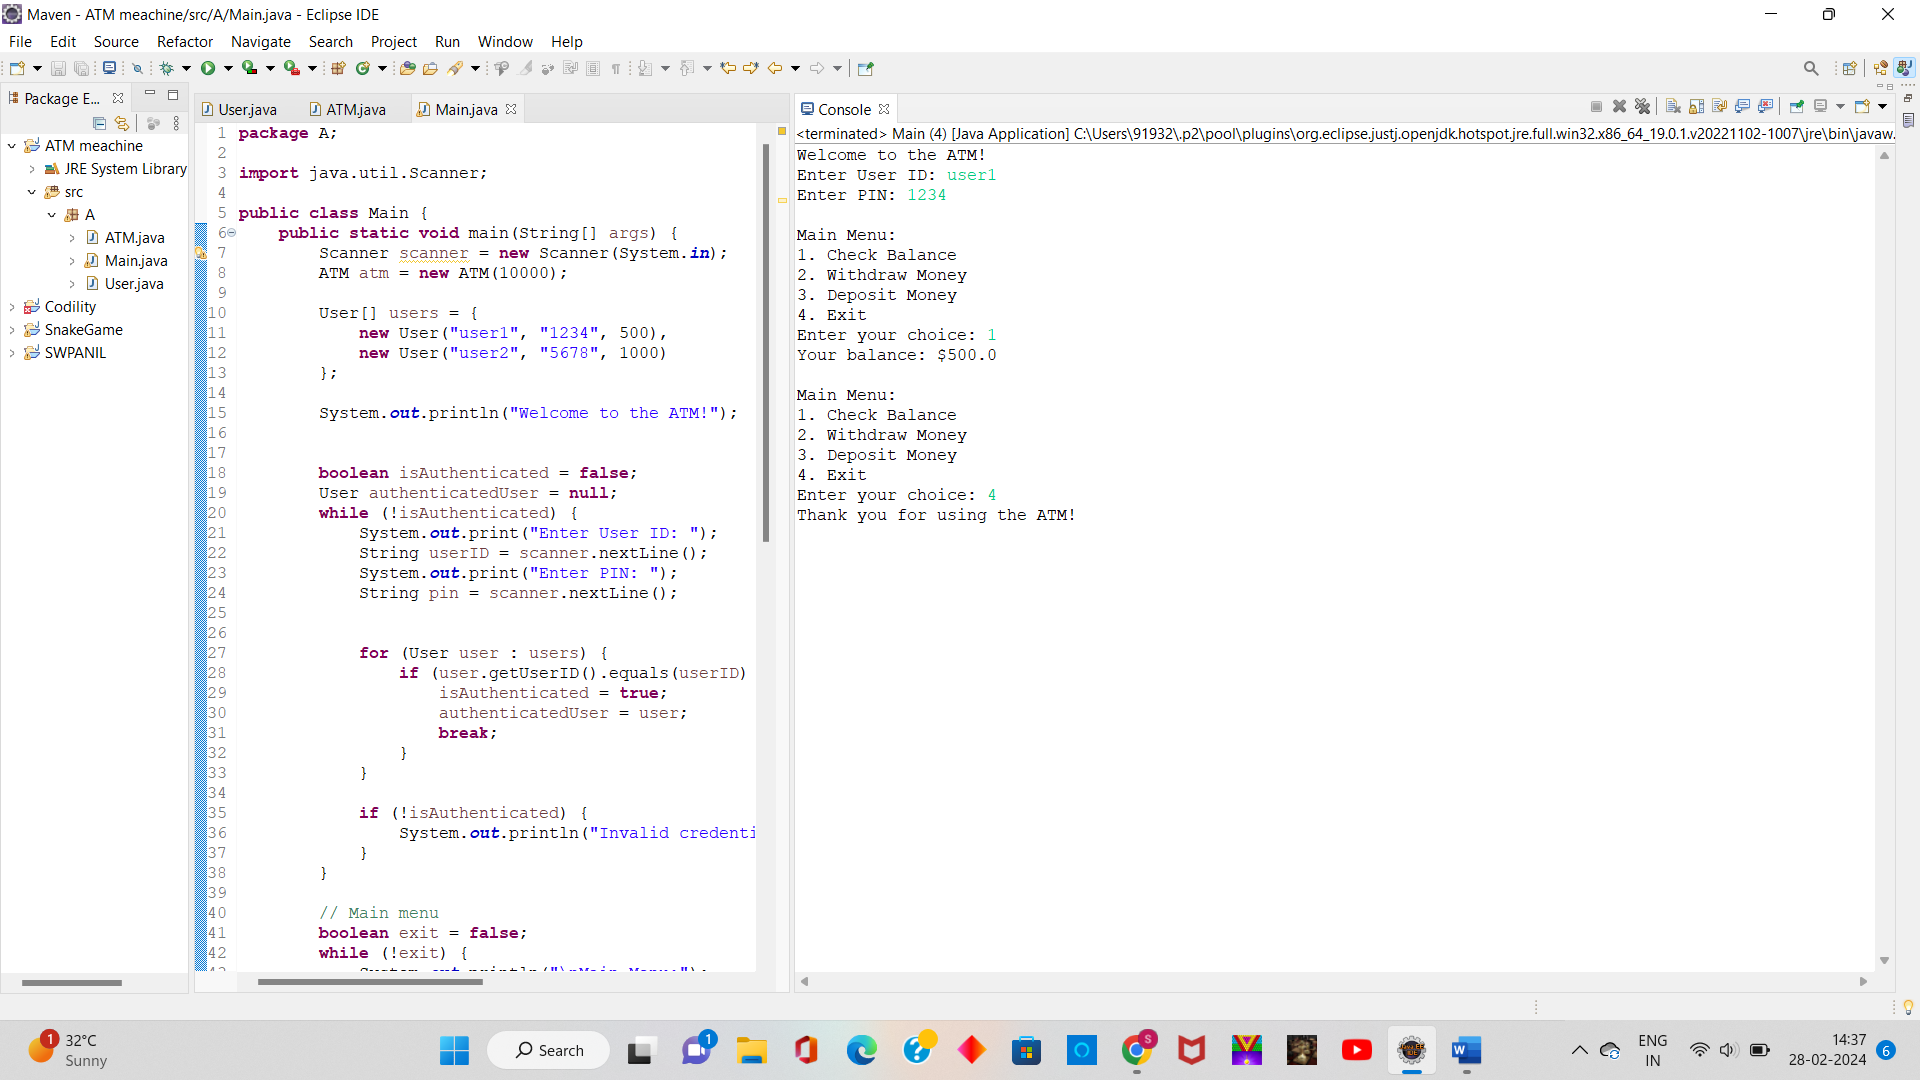 Maven - ATM meachine/src/A/Main.java - Eclipse IDE
File Edit Source Refactor Navigate Search Project Run Window Help
Package E...
ATM meachine
JRE System Library
src
A
ATM.java
Main.java
User.java
Codility
SnakeGame
SWPANIL
User.java ATM.java Main.java
1 package A;
2
3 import java.util.Scanner;
4
5 public class Main {
6 public static void main(String[] args) {
7 Scanner scanner = new Scanner(System.in);
8 ATM atm = new ATM(10000);
9
10 User[] users = {
11 new User("user1", "1234", 500),
12 new User("user2", "5678", 1000)
13 };
14
15 System.out.println("Welcome to the ATM!");
16
17
18 boolean isAuthenticated = false;
19 User authenticatedUser = null;
20 while (!isAuthenticated) {
21 System.out.print("Enter User ID: ");
22 String userID = scanner.nextLine();
23 System.out.print("Enter PIN: ");
24 String pin = scanner.nextLine();
25
26
27 for (User user : users) {
28 if (user.getUserID().equals(userID)
29 isAuthenticated = true;
30 authenticatedUser = user;
31 break;
32 }
33 }
34
35 if (!isAuthenticated) {
36 System.out.println("Invalid credenti
37 }
38 }
39
40 // Main menu
41 boolean exit = false;
42 while (!exit) {
43 System.out.println("\nMain Menu:");
Console
<terminated> Main (4) [Java Application] C:\Users\91932\.p2\pool\plugins\org.eclipse.justj.openjdk.hotspot.jre.full.win32.x86_64_19.0.1.v20221102-1007\jre\bin\javaw.
Welcome to the ATM!
Enter User ID: user1
Enter PIN: 1234
Main Menu:
1. Check Balance
2. Withdraw Money
3. Deposit Money
4. Exit
Enter your choice: 1
Your balance: $500.0
Main Menu:
1. Check Balance
2. Withdraw Money
3. Deposit Money
4. Exit
Enter your choice: 4
Thank you for using the ATM!
1
32°C
Sunny
Search
1
S
ENG
IN
14:37
28-02-2024
6